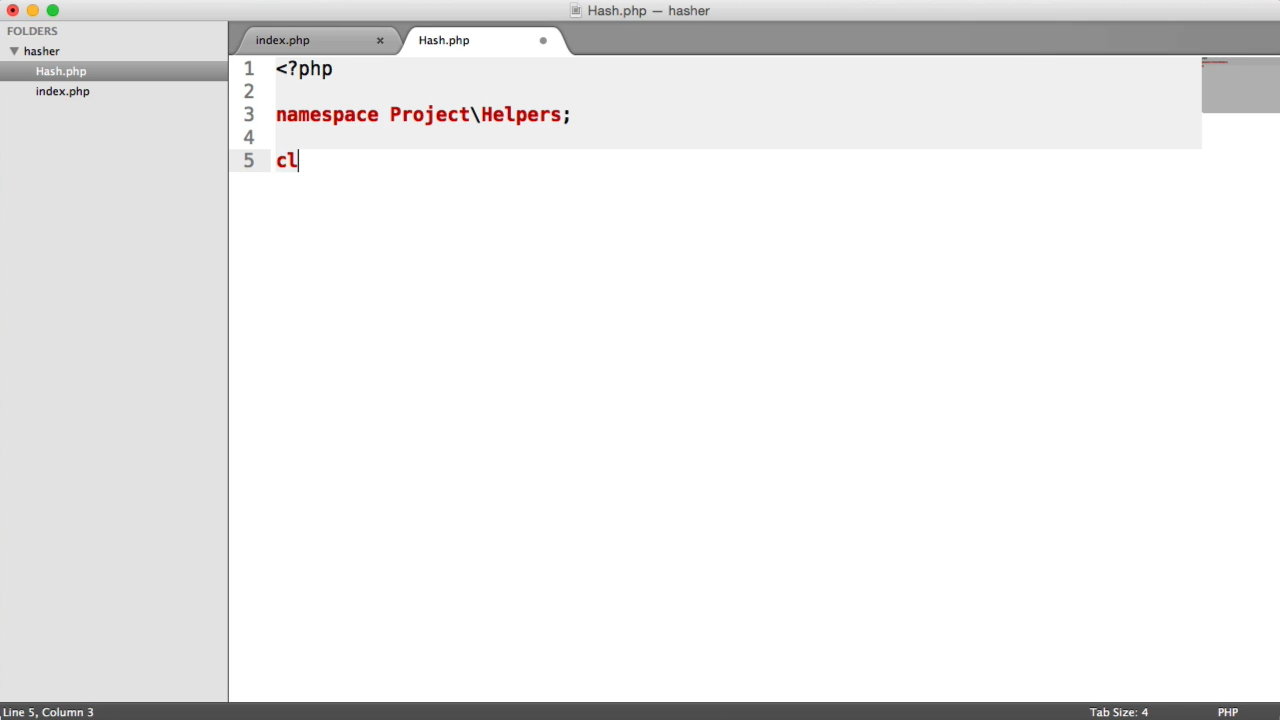 Hash.php — hasher
FOLDERS
hasher
Hash.php
index.php
index.php
Hash.php
1 <?php
2
3 namespace Project\Helpers;
4
5 cl
Line 5, Column 3
Tab Size: 4
PHP